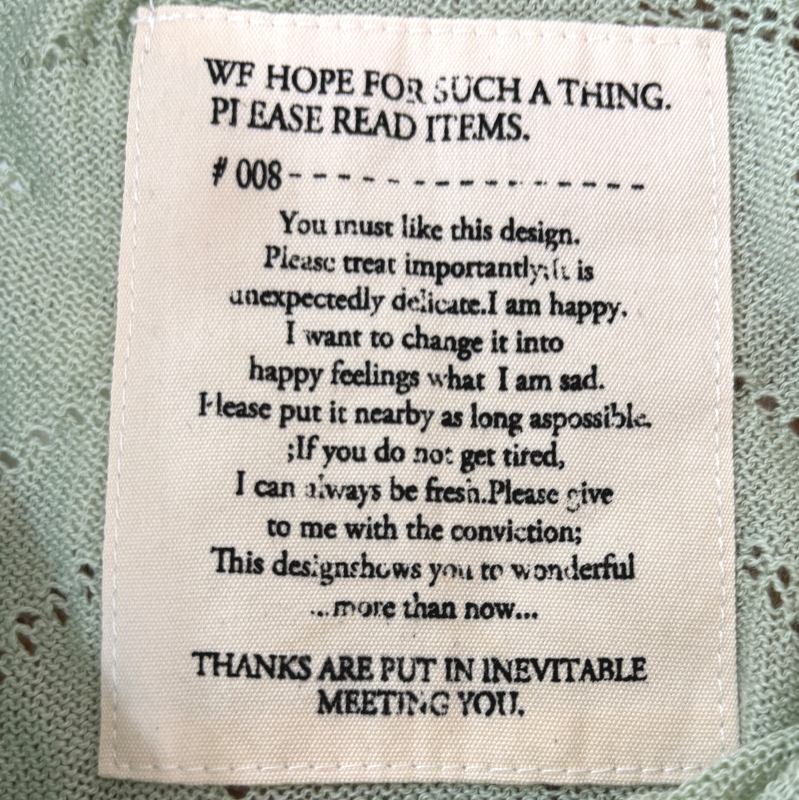 WE HOPE FOR SUCH A THING.
PLEASE READ ITEMS.
# 008----------------
You must like this design.
Please treat importantly;It is
unexpectedly delicate.I am happy.
I want to change it into
happy feelings what I am sad.
Please put it nearby as long aspossible.
;If you do not get tired,
I can always be fresh.Please give
to me with the conviction;
This designshows you to wonderful
...more than now...
THANKS ARE PUT IN INEVITABLE
MEETING YOU.